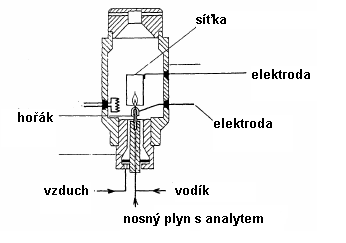 síťka
elektroda
hořák
elektroda
vzduch
vodík
nosný plyn s analytem